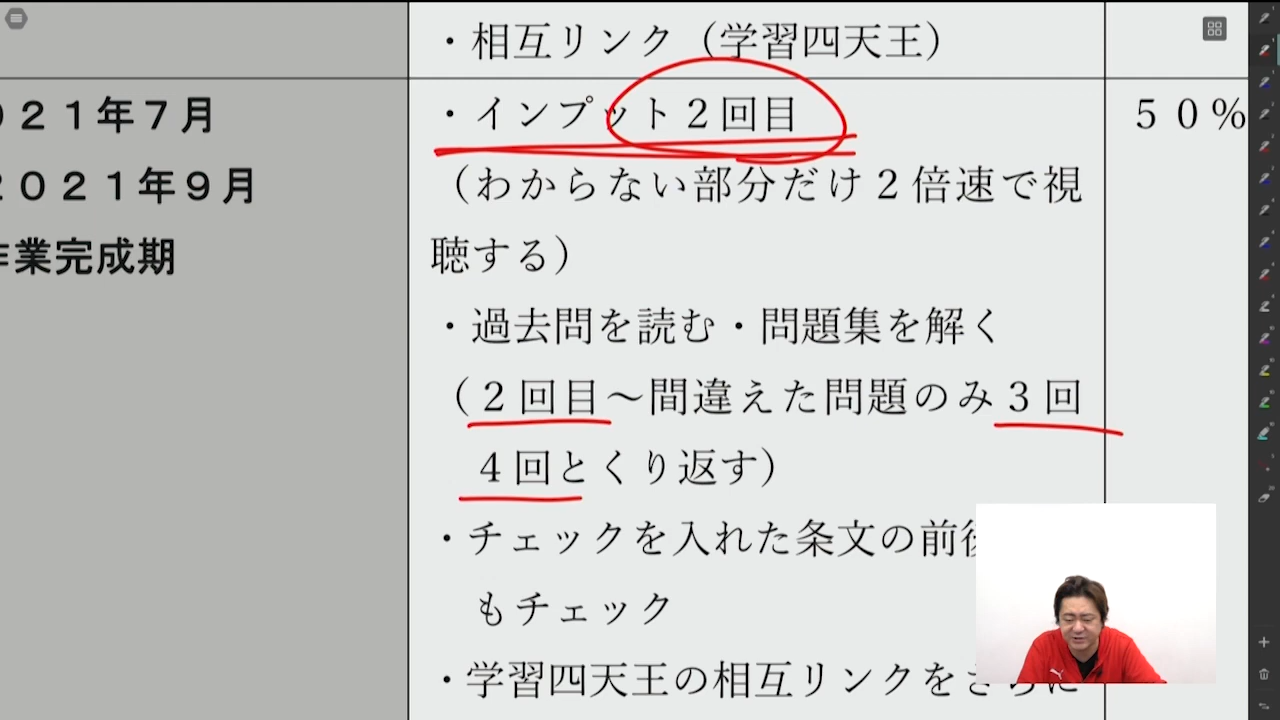 ・相互リンク（学習四天王）
２１年７月
・インプット２回目
５０%
２０２１年９月
（わからない部分だけ２倍速で視
業完成期
聴する）
・過去問を読む・問題集を解く
（２回目～間違えた問題のみ３回
４回とくり返す）
・チェックを入れた条文の前後
もチェック
・学習四天王の相互リンクをさらに